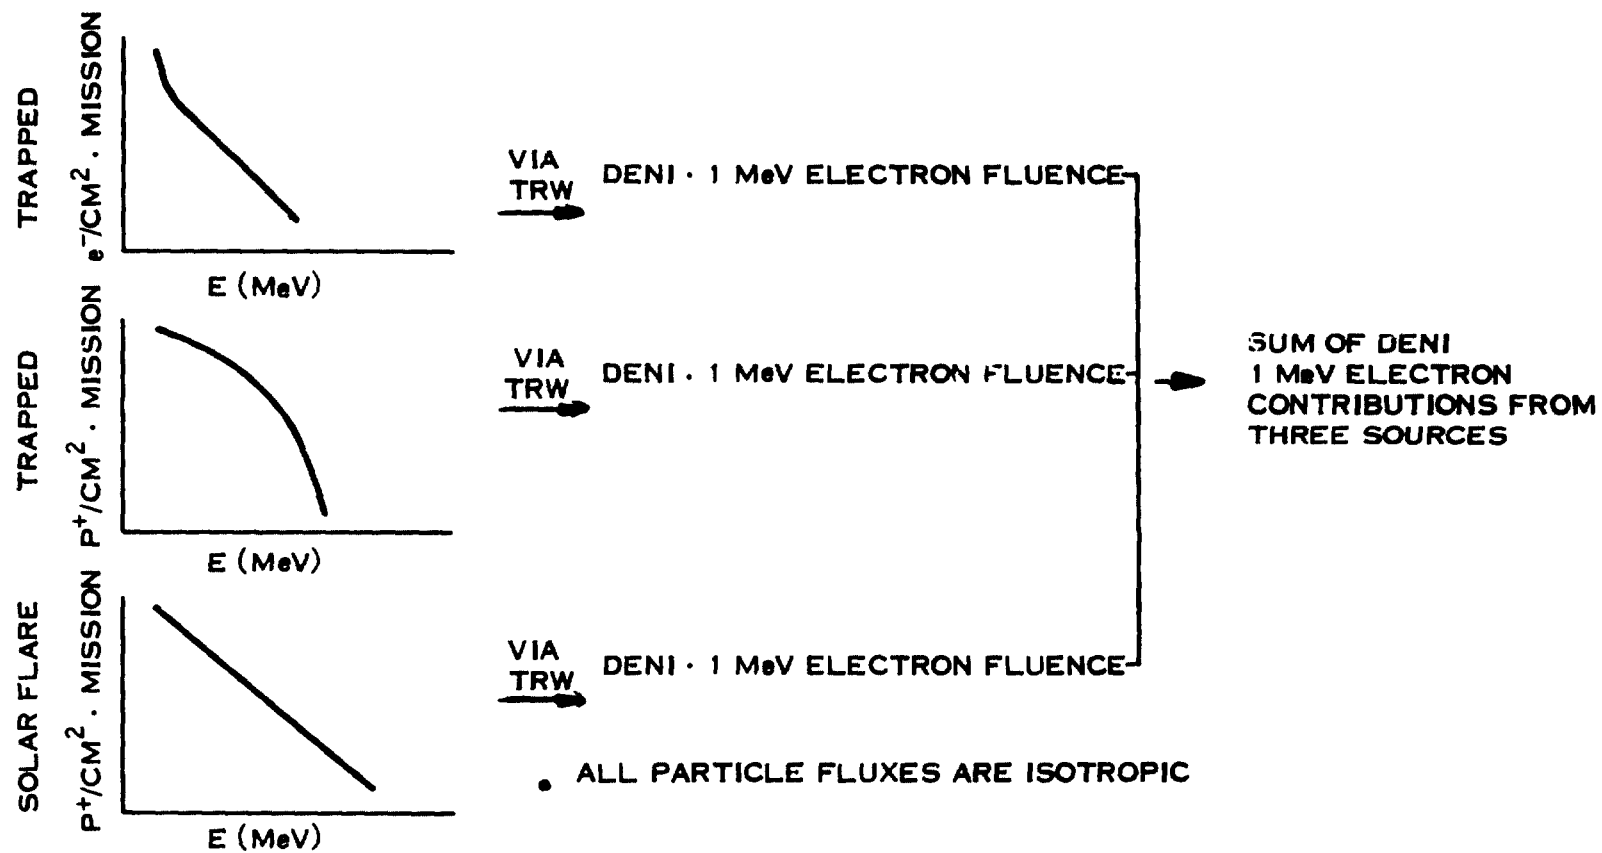 TRAPPED
e⁻/CM² · MISSION
E (MeV)
VIA
TRW
DENI · 1 MeV ELECTRON FLUENCE
TRAPPED
P⁺/CM² · MISSION
E (MeV)
VIA
TRW
DENI · 1 MeV ELECTRON FLUENCE
SOLAR FLARE
P⁺/CM² · MISSION
E (MeV)
VIA
TRW
DENI · 1 MeV ELECTRON FLUENCE
SUM OF DENI
1 MeV ELECTRON
CONTRIBUTIONS FROM
THREE SOURCES
• ALL PARTICLE FLUXES ARE ISOTROPIC